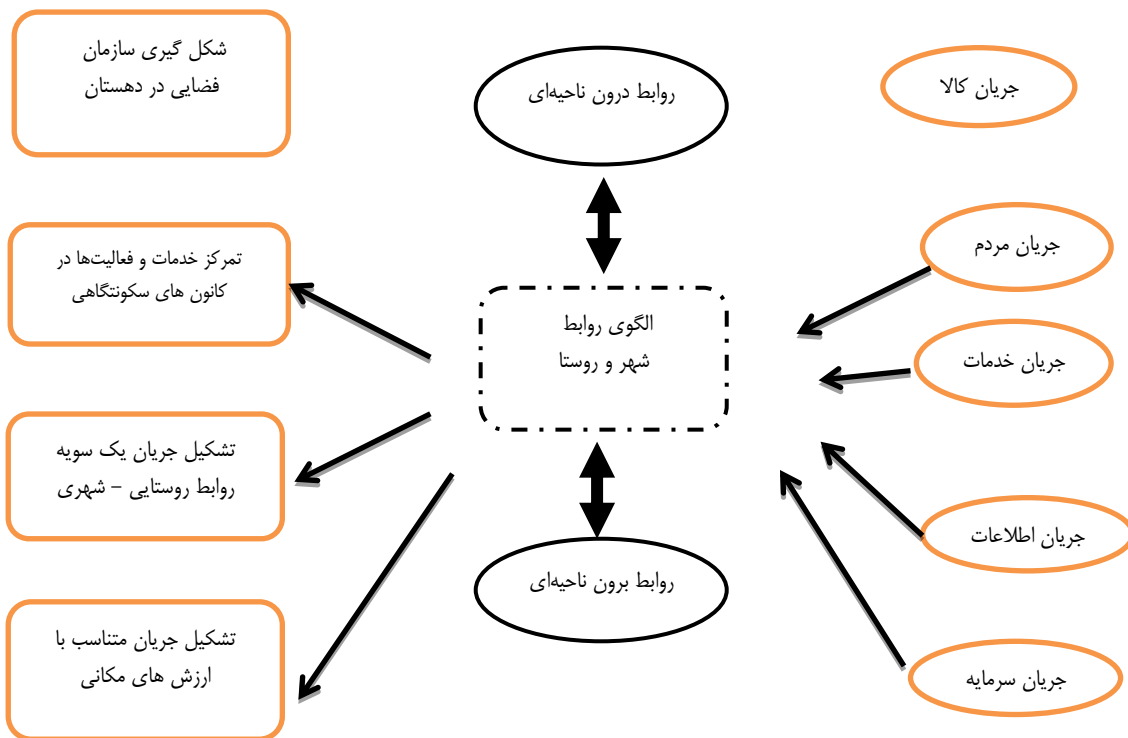 جریان کالا
روابط درون ناحیه‌ای
شکل گیری سازمان
فضایی در دهستان
جریان مردم
تمرکز خدمات و فعالیت‌ها در
کانون های سکونتگاهی
الگوی روابط
شهر و روستا
جریان خدمات
تشکیل جریان یک سویه
روابط روستایی – شهری
جریان اطلاعات
روابط برون ناحیه‌ای
تشکیل جریان متناسب با
ارزش های مکانی
جریان سرمایه